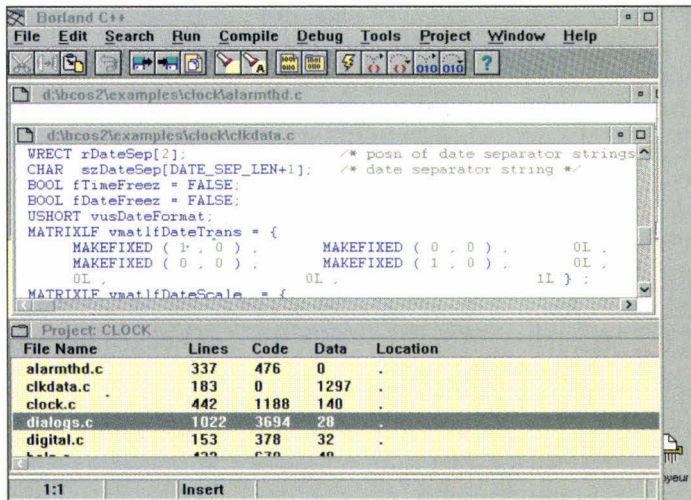 Borland C++
File Edit Search Run Compile Debug Tools Project Window Help
d:\bcos2\examples\clock\alarmthd.c
d:\bcos2\examples\clock\clkdata.c
WRECT rDateSep[2]; /* posn of date separator strings
CHAR szDateSep[DATE_SEP_LEN+1]; /* date separator string */
BOOL fTimeFreez = FALSE;
BOOL fDateFreez = FALSE;
USHORT vusDateFormat;
MATRIXLF vmatlfDateTrans = {
MAKEFIXED ( 1 , 0 ) , MAKEFIXED ( 0 , 0 ) , 0L ,
MAKEFIXED ( 0 , 0 ) , MAKEFIXED ( 1 , 0 ) , 0L ,
0L , 0L , 1L } ;
MATRIXLF vmatlfDateScale = {
Project: CLOCK
File Name Lines Code Data Location
alarmthd.c 337 476 0 .
clkdata.c 183 0 1297 .
clock.c 442 1188 140 .
dialogs.c 1022 3694 28 .
digital.c 153 378 32 .
1:1 Insert
yeur